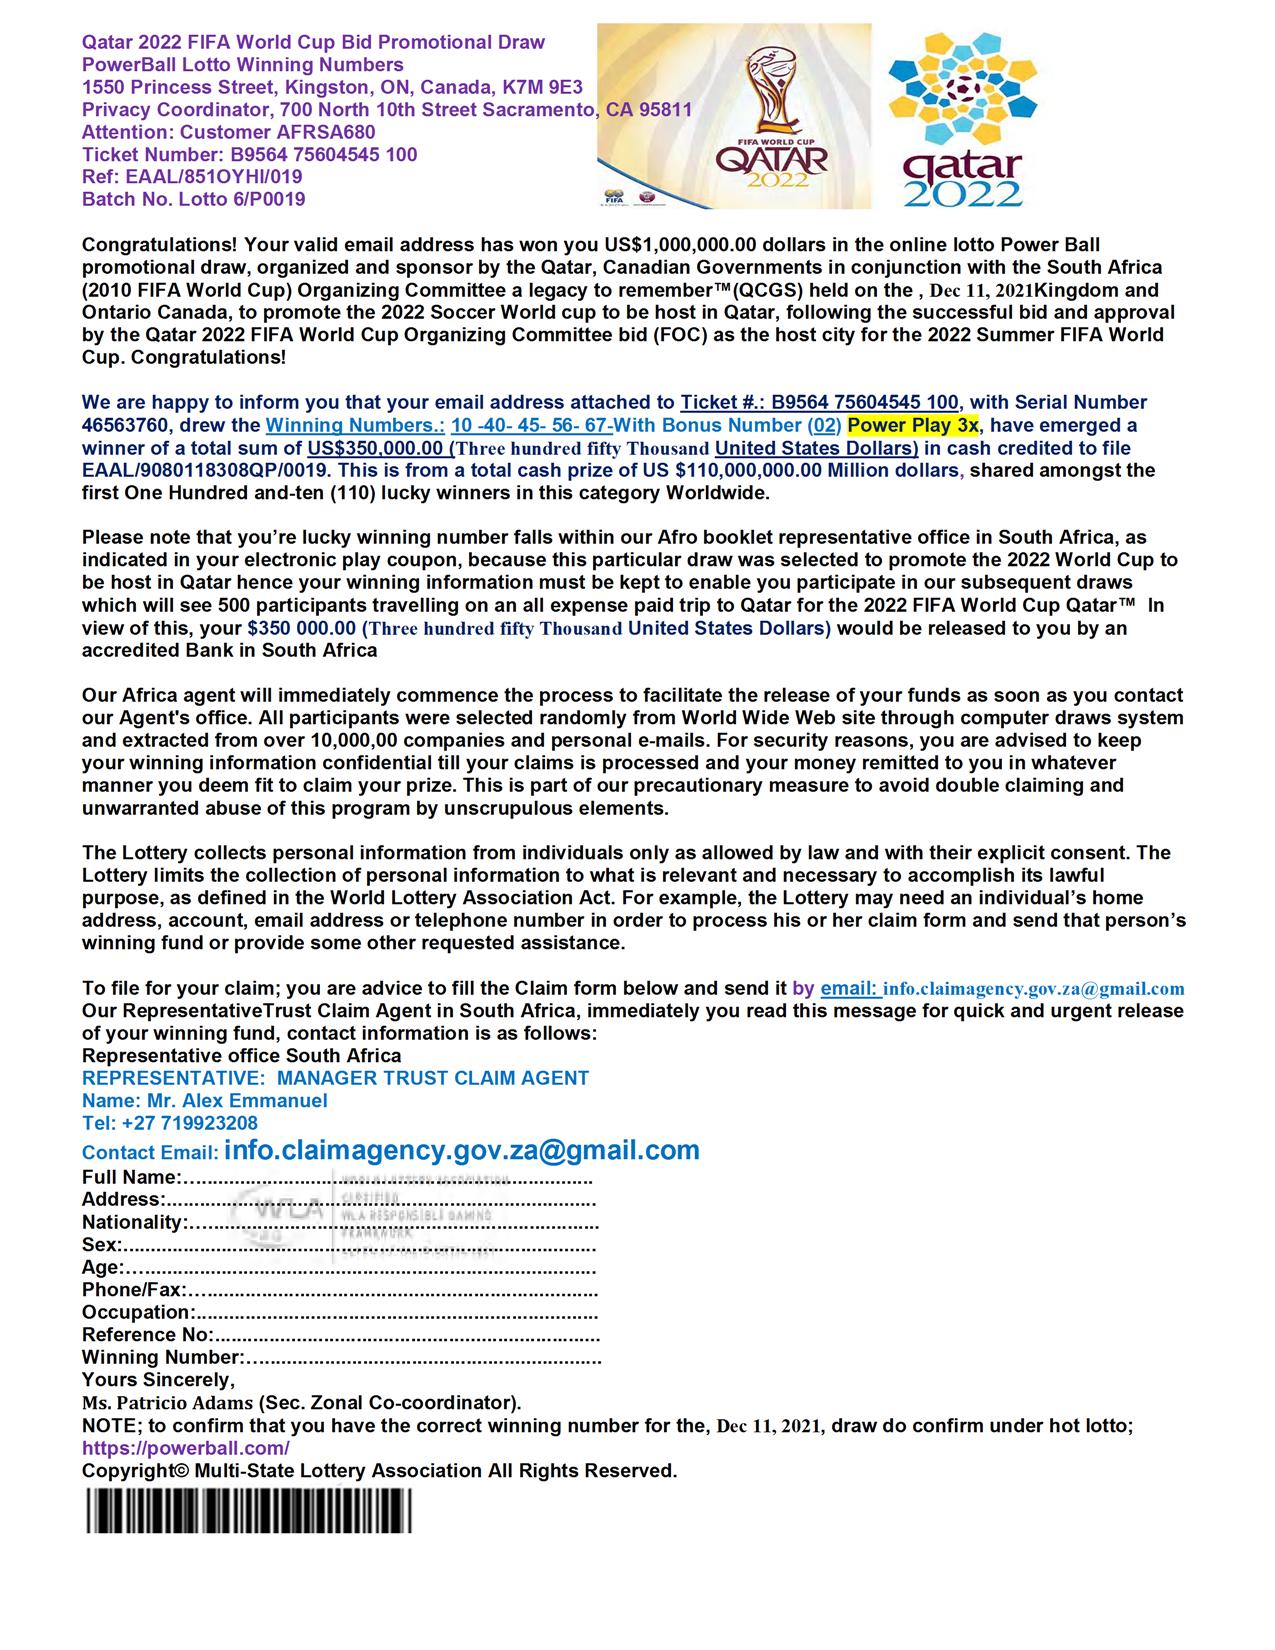 Qatar 2022 FIFA World Cup Bid Promotional Draw
PowerBall Lotto Winning Numbers
1550 Princess Street, Kingston, ON, Canada, K7M 9E3
Privacy Coordinator, 700 North 10th Street Sacramento, CA 95811
Attention: Customer AFRSA680
Ticket Number: B9564 75604545 100
Ref: EAAL/851OYHI/019
Batch No. Lotto 6/P0019
FIFA WORLD CUP
QATAR
2022
FIFA
qatar
2022
Congratulations! Your valid email address has won you US$1,000,000.00 dollars in the online lotto Power Ball
promotional draw, organized and sponsor by the Qatar, Canadian Governments in conjunction with the South Africa
(2010 FIFA World Cup) Organizing Committee a legacy to remember™(QCGS) held on the , Dec 11, 2021Kingdom and
Ontario Canada, to promote the 2022 Soccer World cup to be host in Qatar, following the successful bid and approval
by the Qatar 2022 FIFA World Cup Organizing Committee bid (FOC) as the host city for the 2022 Summer FIFA World
Cup. Congratulations!
We are happy to inform you that your email address attached to Ticket #.: B9564 75604545 100, with Serial Number
46563760, drew the Winning Numbers.: 10 -40- 45- 56- 67-With Bonus Number (02) Power Play 3x, have emerged a
winner of a total sum of US$350,000.00 (Three hundred fifty Thousand United States Dollars) in cash credited to file
EAAL/9080118308QP/0019. This is from a total cash prize of US $110,000,000.00 Million dollars, shared amongst the
first One Hundred and-ten (110) lucky winners in this category Worldwide.
Please note that you’re lucky winning number falls within our Afro booklet representative office in South Africa, as
indicated in your electronic play coupon, because this particular draw was selected to promote the 2022 World Cup to
be host in Qatar hence your winning information must be kept to enable you participate in our subsequent draws
which will see 500 participants travelling on an all expense paid trip to Qatar for the 2022 FIFA World Cup Qatar™ In
view of this, your $350 000.00 (Three hundred fifty Thousand United States Dollars) would be released to you by an
accredited Bank in South Africa
Our Africa agent will immediately commence the process to facilitate the release of your funds as soon as you contact
our Agent's office. All participants were selected randomly from World Wide Web site through computer draws system
and extracted from over 10,000,00 companies and personal e-mails. For security reasons, you are advised to keep
your winning information confidential till your claims is processed and your money remitted to you in whatever
manner you deem fit to claim your prize. This is part of our precautionary measure to avoid double claiming and
unwarranted abuse of this program by unscrupulous elements.
The Lottery collects personal information from individuals only as allowed by law and with their explicit consent. The
Lottery limits the collection of personal information to what is relevant and necessary to accomplish its lawful
purpose, as defined in the World Lottery Association Act. For example, the Lottery may need an individual’s home
address, account, email address or telephone number in order to process his or her claim form and send that person’s
winning fund or provide some other requested assistance.
To file for your claim; you are advice to fill the Claim form below and send it by email: info.claimagency.gov.za@gmail.com
Our RepresentativeTrust Claim Agent in South Africa, immediately you read this message for quick and urgent release
of your winning fund, contact information is as follows:
Representative office South Africa
REPRESENTATIVE: MANAGER TRUST CLAIM AGENT
Name: Mr. Alex Emmanuel
Tel: +27 719923208
Contact Email: info.claimagency.gov.za@gmail.com
Full Name:............................................................................
Address:...............................................................................
Nationality:............................................................................
Sex:.......................................................................................
Age:.......................................................................................
Phone/Fax:............................................................................
Occupation:...........................................................................
Reference No:........................................................................
Winning Number:..................................................................
WLA
WLA RESPONSIBLE GAMING
FRAMEWORK
Yours Sincerely,
Ms. Patricio Adams (Sec. Zonal Co-coordinator).
NOTE; to confirm that you have the correct winning number for the, Dec 11, 2021, draw do confirm under hot lotto;
https://powerball.com/
Copyright© Multi-State Lottery Association All Rights Reserved.